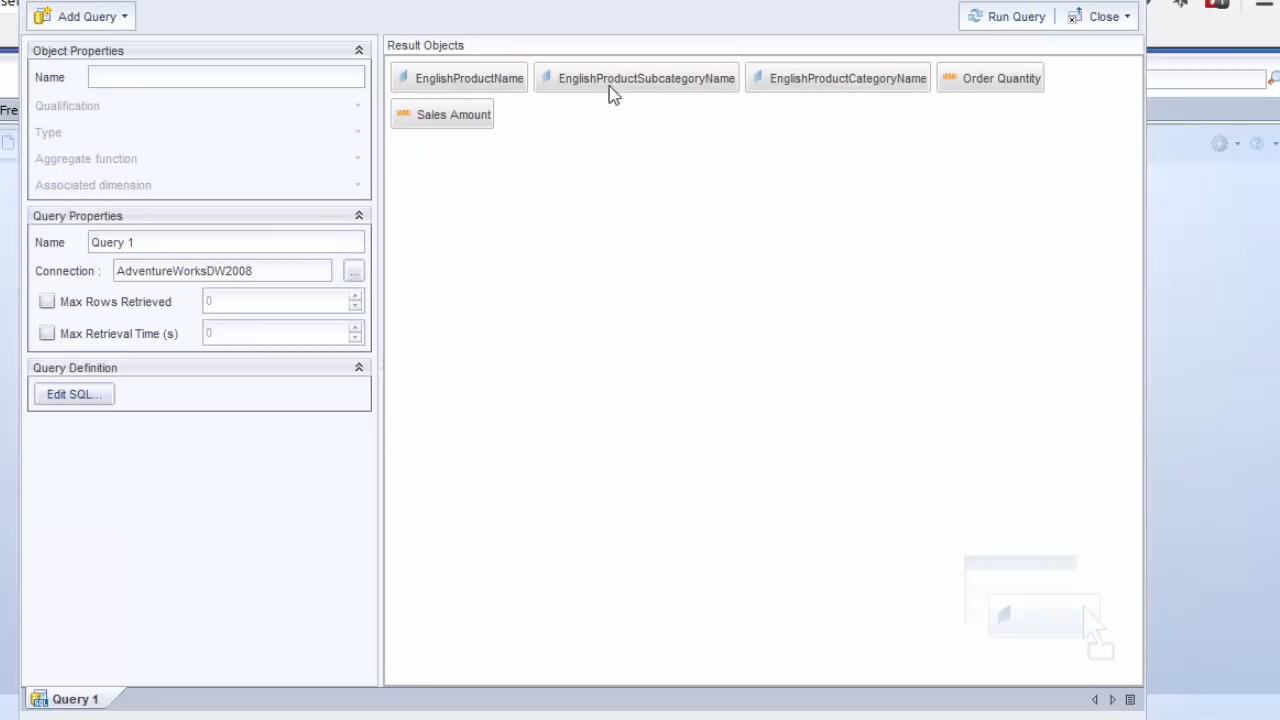 Add Query
Run Query
Close
Object Properties
Name
Qualification
Type
Aggregate function
Associated dimension
Query Properties
Name Query 1
Connection : AdventureWorksDW2008 ...
Max Rows Retrieved 0
Max Retrieval Time (s) 0
Query Definition
Edit SQL...
Result Objects
EnglishProductName EnglishProductSubcategoryName EnglishProductCategoryName Order Quantity
Sales Amount
Fre
SQL Query 1